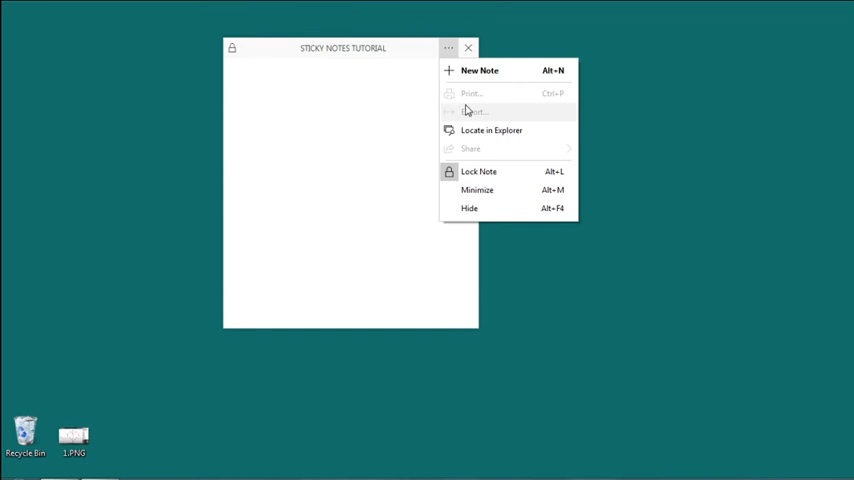 STICKY NOTES TUTORIAL
New Note Alt+N
Print... Ctrl+P
Locate in Explorer
Share
Lock Note Alt+L
Minimize Alt+M
Hide Alt+F4
Recycle Bin
1.PNG